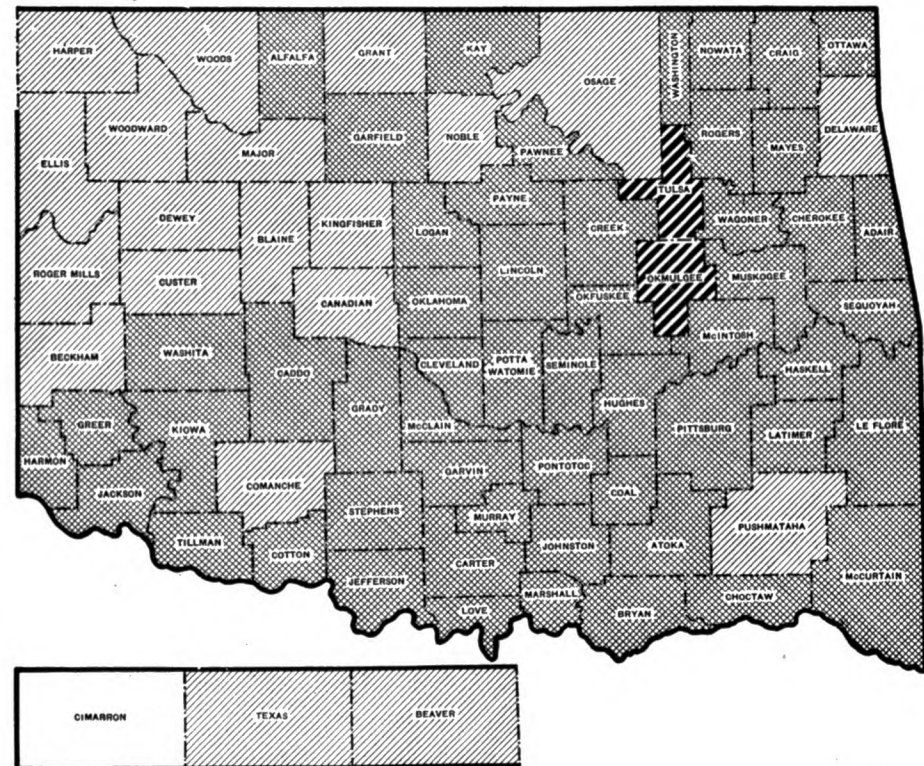 HARPER
WOODS
ALFALFA
GRANT
KAY
OSAGE
WASHINGTON
NOWATA
CRAIG
OTTAWA
WOODWARD
MAJOR
GARFIELD
NOBLE
PAWNEE
ROGERS
MAYES
DELAWARE
ELLIS
DEWEY
BLAINE
KINGFISHER
LOGAN
PAYNE
CREEK
TULSA
WAGONER
CHEROKEE
ADAIR
ROGER MILLS
CUSTER
CANADIAN
OKLAHOMA
LINCOLN
OKFUSKEE
OKMULGEE
MUSKOGEE
SEQUOYAH
BECKHAM
WASHITA
CADDO
GRADY
CLEVELAND
POTTA
WATOMIE
SEMINOLE
HUGHES
McINTOSH
HASKELL
GREER
KIOWA
McCLAIN
PITTSBURG
LATIMER
LE FLORE
HARMON
JACKSON
COMANCHE
GARVIN
PONTOTOC
COAL
STEPHENS
MURRAY
JOHNSTON
ATOKA
PUSHMATAHA
TILLMAN
COTTON
JEFFERSON
CARTER
LOVE
MARSHALL
BRYAN
CHOCTAW
McCURTAIN
CIMARRON
TEXAS
BEAVER